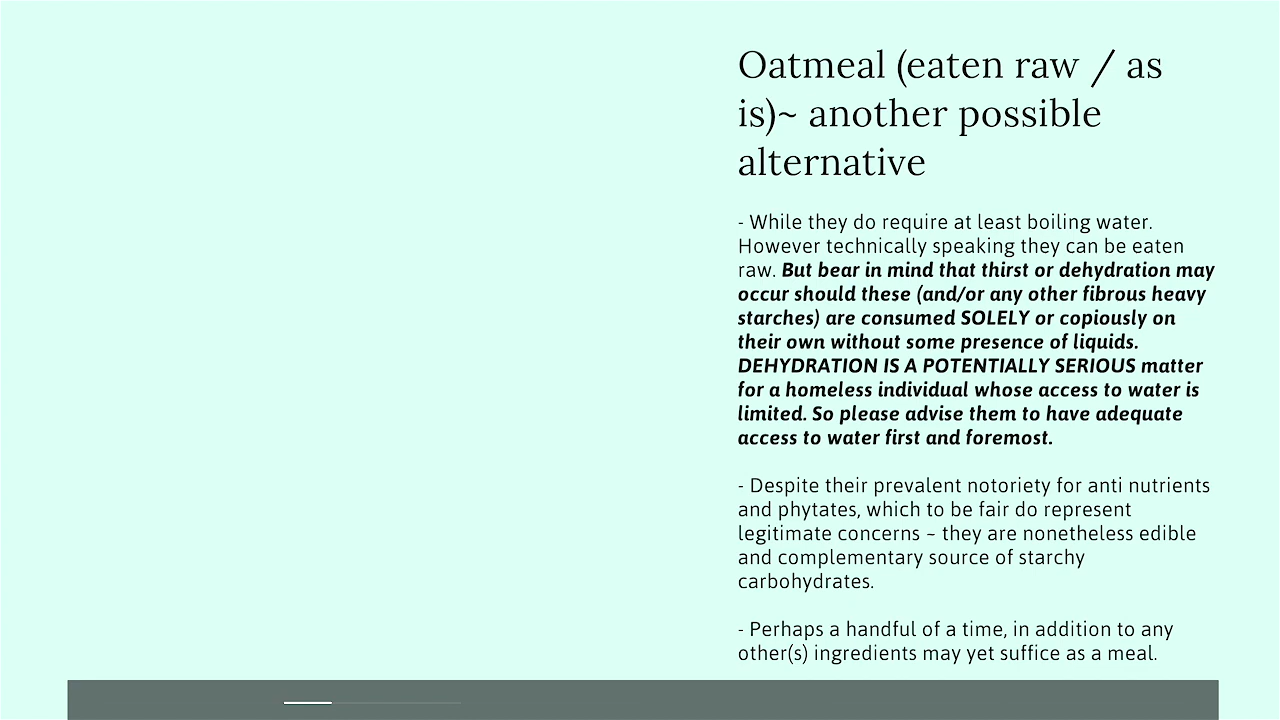 Oatmeal (eaten raw / as
is)~ another possible
alternative
- While they do require at least boiling water.
However technically speaking they can be eaten
raw. But bear in mind that thirst or dehydration may
occur should these (and/or any other fibrous heavy
starches) are consumed SOLELY or copiously on
their own without some presence of liquids.
DEHYDRATION IS A POTENTIALLY SERIOUS matter
for a homeless individual whose access to water is
limited. So please advise them to have adequate
access to water first and foremost.
- Despite their prevalent notoriety for anti nutrients
and phytates, which to be fair do represent
legitimate concerns ~ they are nonetheless edible
and complementary source of starchy
carbohydrates.
- Perhaps a handful of a time, in addition to any
other(s) ingredients may yet suffice as a meal.